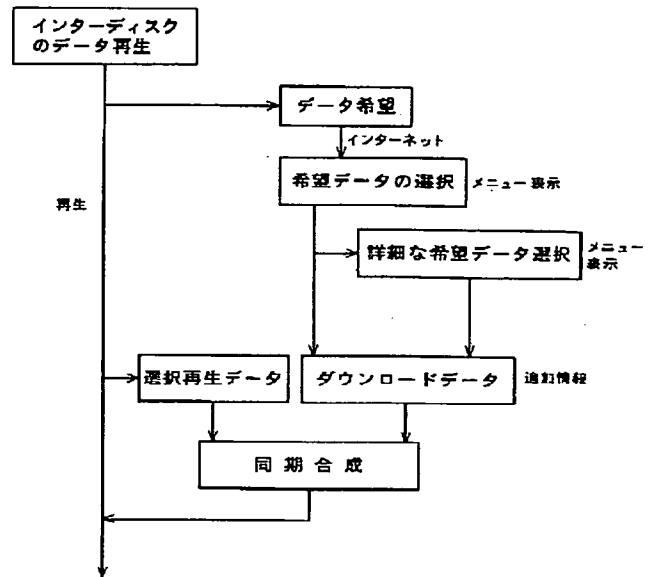 インターディスク
のデータ再生
データ希望
インターネット
希望データの選択
メニュー表示
再生
詳細な希望データ選択
メニュー
表示
選択再生データ
ダウンロードデータ
追加情報
同期合成